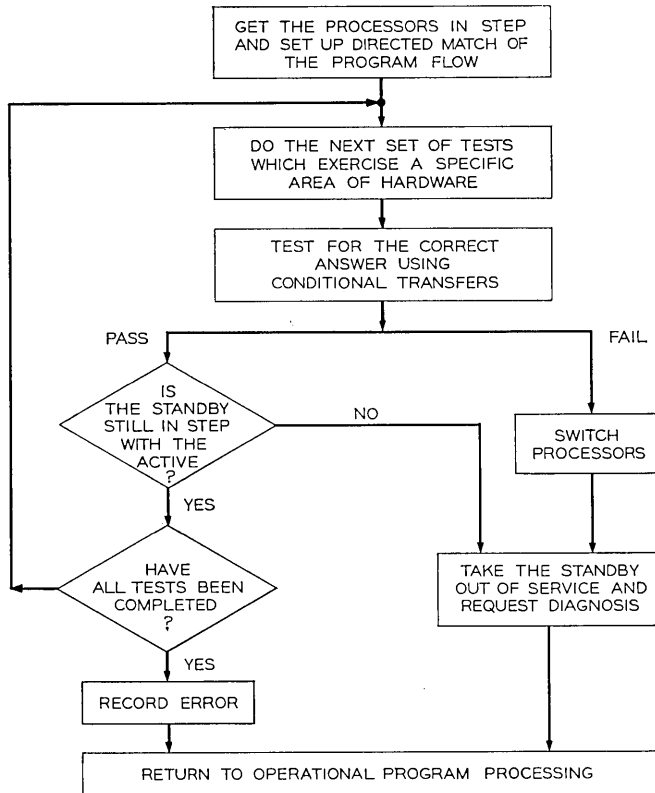 GET THE PROCESSORS IN STEP
AND SET UP DIRECTED MATCH
OF THE PROGRAM FLOW
DO THE NEXT SET OF TESTS
WHICH EXERCISE A SPECIFIC
AREA OF HARDWARE
TEST FOR THE CORRECT
ANSWER USING
CONDITIONAL TRANSFERS
PASS
FAIL
IS
THE STANDBY
STILL IN STEP
WITH THE
ACTIVE
?
NO
SWITCH
PROCESSORS
YES
HAVE
ALL TESTS BEEN
COMPLETED
?
TAKE THE STANDBY
OUT OF SERVICE AND
REQUEST DIAGNOSIS
YES
RECORD ERROR
RETURN TO OPERATIONAL PROGRAM PROCESSING